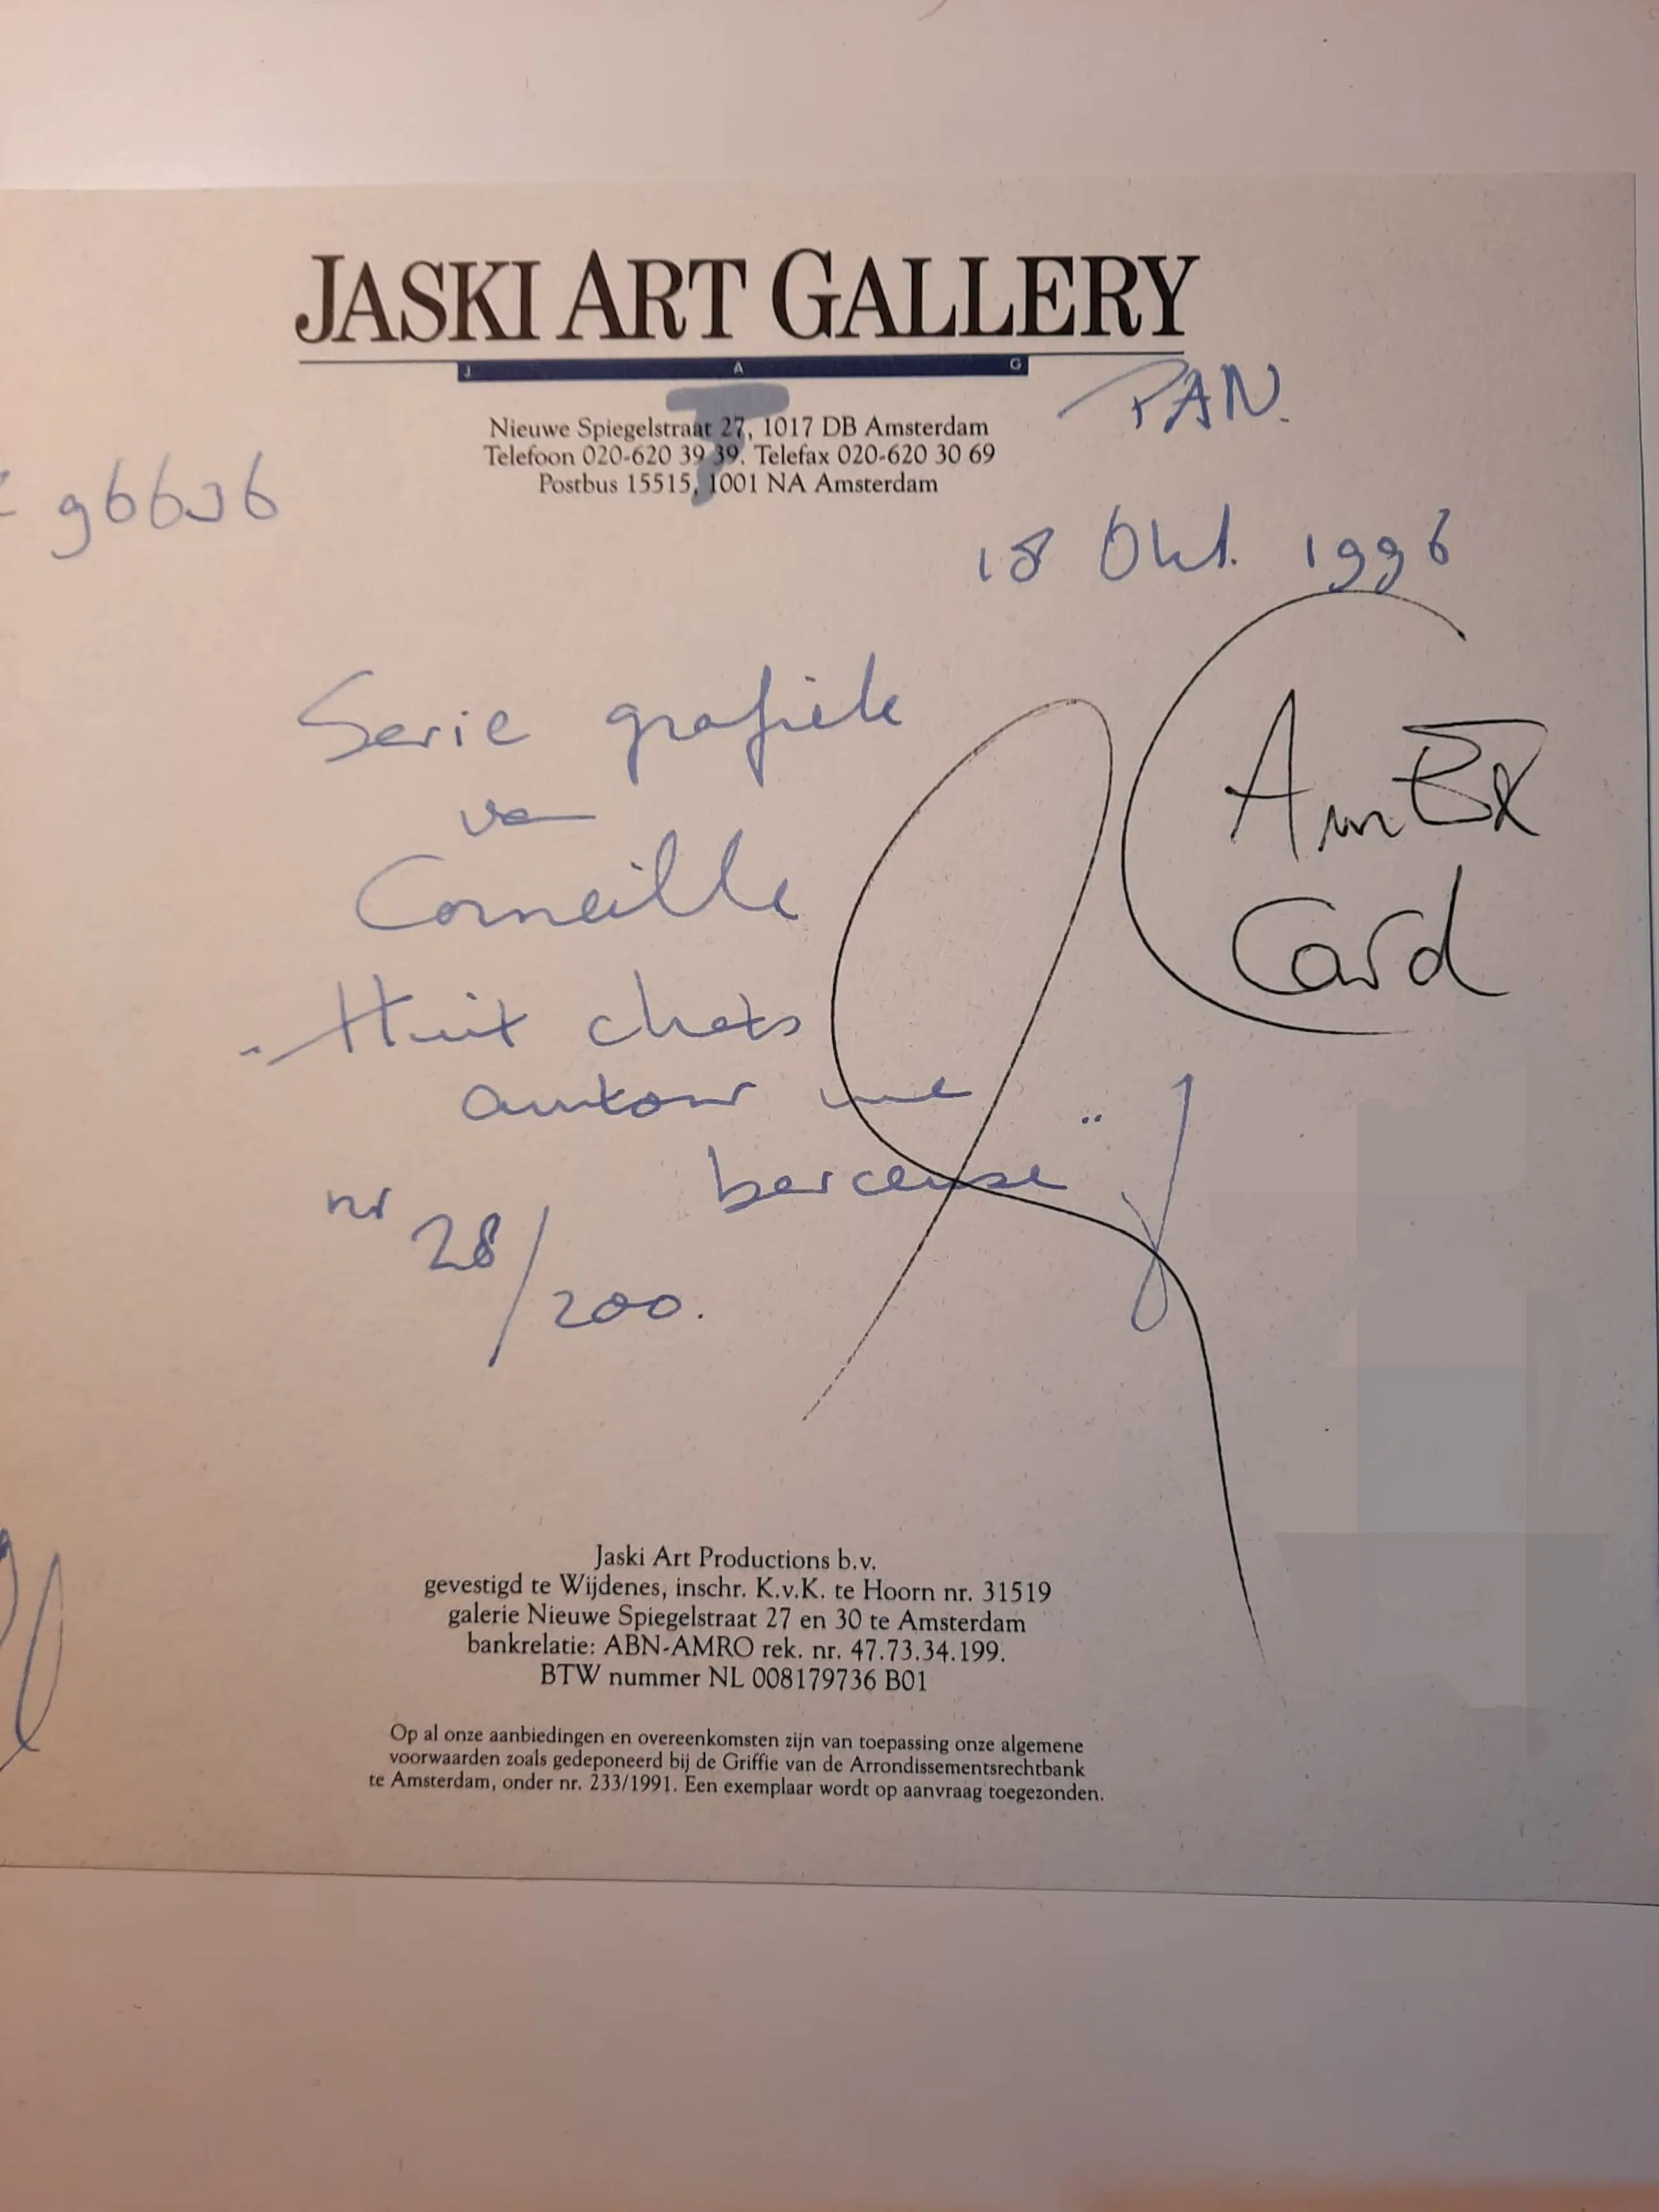 JASKI ART GALLERY
J A G
PAN.
Nieuwe Spiegelstraat 27, 1017 DB Amsterdam
Telefoon 020-620 39 39. Telefax 020-620 30 69
Postbus 15515, 1001 NA Amsterdam
18 Okt. 1996
Serie grafiek
van
Corneille
AmEX
Card
"Huit chats
autour une
berceuse"
nr 28/200.
Jaski Art Productions b.v.
gevestigd te Wijdenes, inschr. K.v.K. te Hoorn nr. 31519
galerie Nieuwe Spiegelstraat 27 en 30 te Amsterdam
bankrelatie: ABN-AMRO rek. nr. 47.73.34.199.
BTW nummer NL 008179736 B01
Op al onze aanbiedingen en overeenkomsten zijn van toepassing onze algemene
voorwaarden zoals gedeponeerd bij de Griffie van de Arrondissementsrechtbank
te Amsterdam, onder nr. 233/1991. Een exemplaar wordt op aanvraag toegezonden.